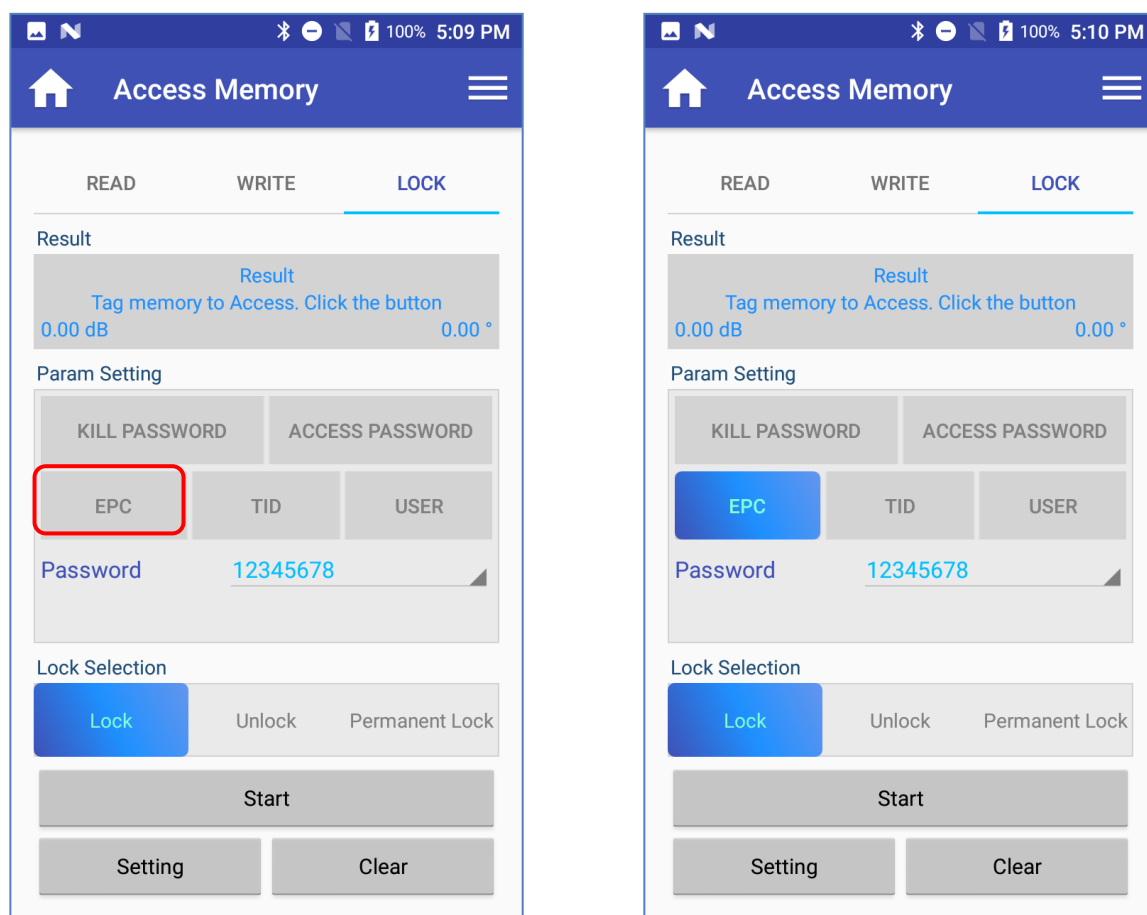 100% 5:09 PM
Access Memory
READ WRITE LOCK
Result
Result
Tag memory to Access. Click the button
0.00 dB 0.00 °
Param Setting
KILL PASSWORD ACCESS PASSWORD
EPC TID USER
Password 12345678
Lock Selection
Lock Unlock Permanent Lock
Start
Setting Clear
100% 5:10 PM
Access Memory
READ WRITE LOCK
Result
Result
Tag memory to Access. Click the button
0.00 dB 0.00 °
Param Setting
KILL PASSWORD ACCESS PASSWORD
EPC TID USER
Password 12345678
Lock Selection
Lock Unlock Permanent Lock
Start
Setting Clear